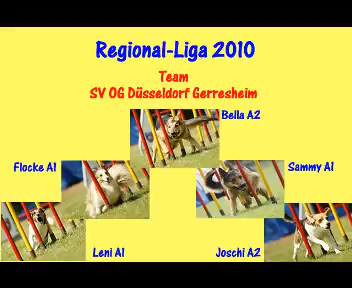 Regional-Liga 2010
Team
SV OG Düsseldorf Gerresheim
Bella A2
Flocke A1
Sammy A1
Leni A1
Joschi A2